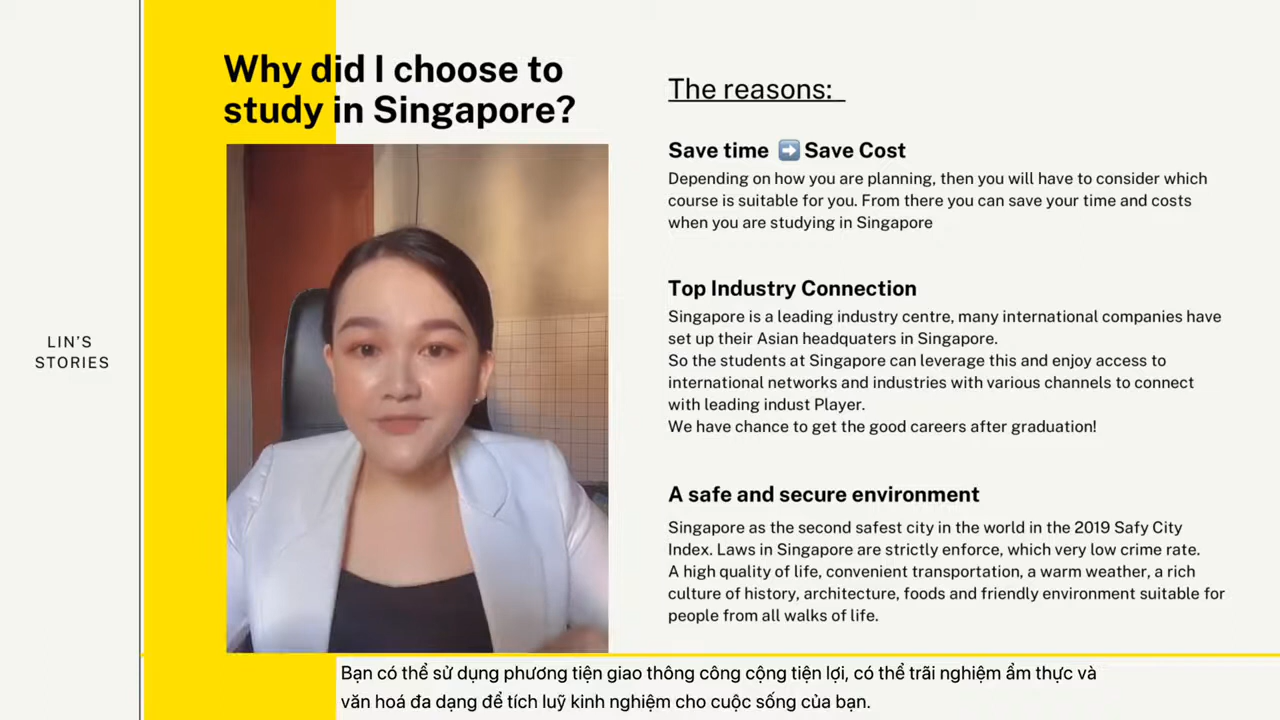 Why did I choose to
study in Singapore?
LIN'S
STORIES
The reasons:
Save time ➡️ Save Cost
Depending on how you are planning, then you will have to consider which
course is suitable for you. From there you can save your time and costs
when you are studying in Singapore
Top Industry Connection
Singapore is a leading industry centre, many international companies have
set up their Asian headquaters in Singapore.
So the students at Singapore can leverage this and enjoy access to
international networks and industries with various channels to connect
with leading indust Player.
We have chance to get the good careers after graduation!
A safe and secure environment
Singapore as the second safest city in the world in the 2019 Safy City
Index. Laws in Singapore are strictly enforce, which very low crime rate.
A high quality of life, convenient transportation, a warm weather, a rich
culture of history, architecture, foods and friendly environment suitable for
people from all walks of life.
Bạn có thể sử dụng phương tiện giao thông công cộng tiện lợi, có thể trãi nghiệm ẩm thực và
văn hoá đa dạng để tích luỹ kinh nghiệm cho cuộc sống của bạn.